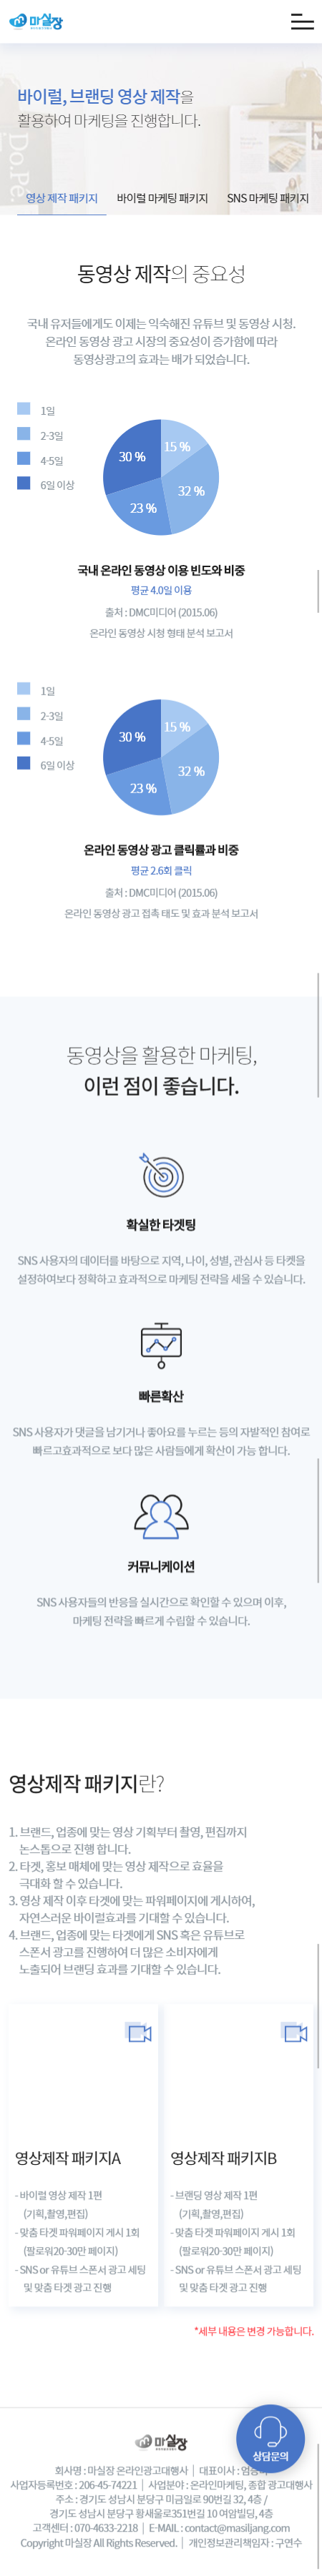 마실장
바이럴, 브랜딩 영상 제작을
활용하여 마케팅을 진행합니다.
영상 제작 패키지 바이럴 마케팅 패키지 SNS 마케팅 패키지
동영상 제작의 중요성
국내 유저들에게도 이제는 익숙해진 유튜브 및 동영상 시청.
온라인 동영상 광고 시장의 중요성이 증가함에 따라
동영상광고의 효과는 배가 되었습니다.
1일
2-3일
4-5일
6일 이상
15 %
30 %
32 %
23 %
국내 온라인 동영상 이용 빈도와 비중
평균 4.0일 이용
출처 : DMC미디어 (2015.06)
온라인 동영상 시청 형태 분석 보고서
1일
2-3일
4-5일
6일 이상
15 %
30 %
32 %
23 %
온라인 동영상 광고 클릭률과 비중
평균 2.6회 클릭
출처 : DMC미디어 (2015.06)
온라인 동영상 광고 접촉 태도 및 효과 분석 보고서
동영상을 활용한 마케팅,
이런 점이 좋습니다.
확실한 타겟팅
SNS 사용자의 데이터를 바탕으로 지역, 나이, 성별, 관심사 등 타켓을
설정하여보다 정확하고 효과적으로 마케팅 전략을 세울 수 있습니다.
빠른확산
SNS 사용자가 댓글을 남기거나 좋아요를 누르는 등의 자발적인 참여로
빠르고효과적으로 보다 많은 사람들에게 확산이 가능 합니다.
커뮤니케이션
SNS 사용자들의 반응을 실시간으로 확인할 수 있으며 이후,
마케팅 전략을 빠르게 수립할 수 있습니다.
영상제작 패키지란?
1. 브랜드, 업종에 맞는 영상 기획부터 촬영, 편집까지
논스톱으로 진행 합니다.
2. 타겟, 홍보 매체에 맞는 영상 제작으로 효율을
극대화 할 수 있습니다.
3. 영상 제작 이후 타겟에 맞는 파워페이지에 게시하여,
자연스러운 바이럴효과를 기대할 수 있습니다.
4. 브랜드, 업종에 맞는 타겟에게 SNS 혹은 유튜브로
스폰서 광고를 진행하여 더 많은 소비자에게
노출되어 브랜딩 효과를 기대할 수 있습니다.
영상제작 패키지A
- 바이럴 영상 제작 1편
(기획,촬영,편집)
- 맞춤 타겟 파워페이지 게시 1회
(팔로워20-30만 페이지)
- SNS or 유튜브 스폰서 광고 세팅
및 맞춤 타겟 광고 진행
영상제작 패키지B
- 브랜딩 영상 제작 1편
(기획,촬영,편집)
- 맞춤 타겟 파워페이지 게시 1회
(팔로워20-30만 페이지)
- SNS or 유튜브 스폰서 광고 세팅
및 맞춤 타겟 광고 진행
*세부 내용은 변경 가능합니다.
마실장
상담문의
회사명 : 마실장 온라인광고대행사 | 대표이사 :
사업자등록번호 : 206-45-74221 | 사업분야 : 온라인마케팅, 종합 광고대행사
주소 : 경기도 성남시 분당구 미금일로 90번길 32, 4층 /
경기도 성남시 분당구 황새울로351번길 10 여암빌딩, 4층
고객센터 : 070-4633-2218 | E-MAIL : contact@masiljang.com
Copyright 마실장 All Rights Reserved. | 개인정보관리책임자 : 구연수